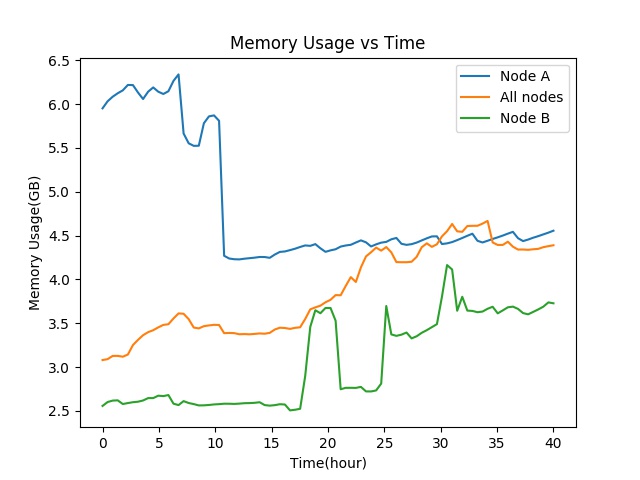 Memory Usage vs Time
Node A
All nodes
Node B
6.5
6.0
5.5
5.0
4.5
4.0
3.5
3.0
2.5
Memory Usage(GB)
0 5 10 15 20 25 30 35 40
Time(hour)